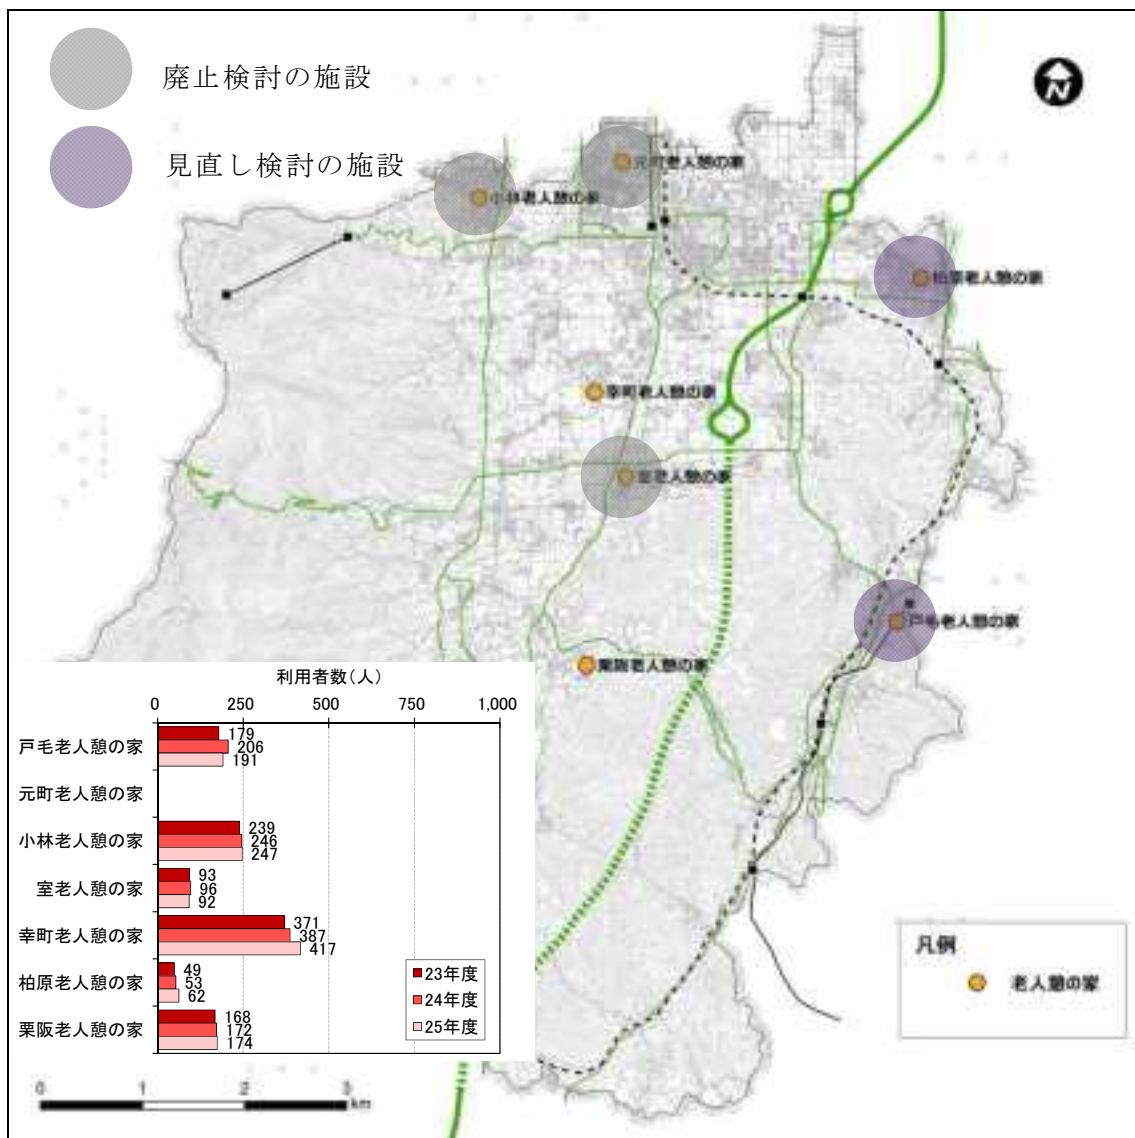 廃止検討の施設
見直し検討の施設
N
元町老人憩の家
小林老人憩の家
柏原老人憩の家
幸町老人憩の家
室老人憩の家
戸毛老人憩の家
栗阪老人憩の家
利用者数(人)
0 250 500 750 1,000
戸毛老人憩の家 179 206 191
元町老人憩の家
小林老人憩の家 239 246 247
室老人憩の家 93 96 92
幸町老人憩の家 371 387 417
柏原老人憩の家 49 53 62
栗阪老人憩の家 168 172 174
23年度
24年度
25年度
凡例
老人憩の家
0 1 2 3
km